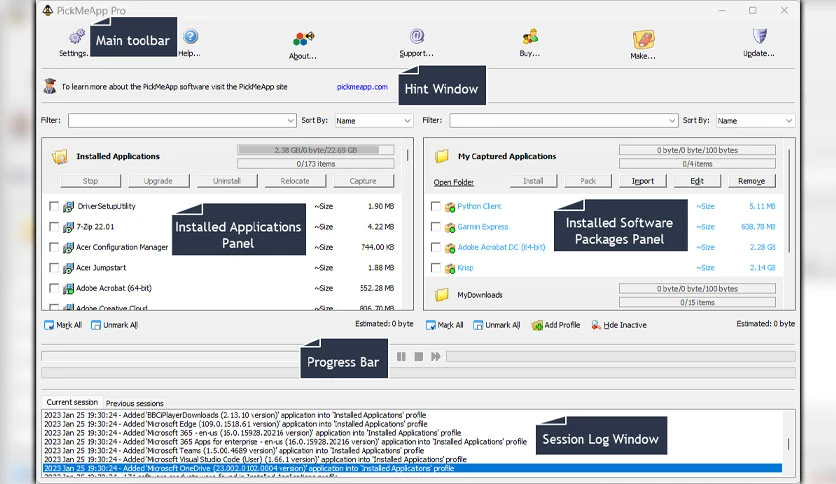 PickMeApp Pro
Main toolbar
Settings.
Help...
About...
Support...
Buy...
Make...
Update...
To learn more about the PickMeApp software visit the PickMeApp site
pickmeapp.com
Hint Window
Filter:
Sort By:
Name
Filter:
Sort By:
Name
Installed Applications
2.38 GB/0 byte/22.69 GB
0/173 items
Stop
Upgrade
Uninstall
Relocate
Capture
DriverSetupUtility ~Size 1.90 MB
7-Zip 22.01 ~Size 4.22 MB
Acer Configuration Manager ~Size 744.00 KB
Acer Jumpstart ~Size 1.88 MB
Adobe Acrobat (64-bit) ~Size 552.28 MB
Adobe Creative Cloud ~Size 806.70 MB
Installed Applications
Panel
My Captured Applications
0 byte/0 byte/100 bytes
0/4 items
Open Folder
Install
Pack
Import
Edit
Remove
Python Client ~Size 5.11 MB
Garmin Express ~Size 608.78 MB
Adobe Acrobat DC (64-bit) ~Size 2.28 GB
Krisp ~Size 2.14 GB
Installed Software
Packages Panel
MyDownloads
0 byte/0 byte/100 bytes
0/15 items
Mark All
Unmark All
Estimated: 0 byte
Mark All
Unmark All
Add Profile
Hide Inactive
Estimated: 0 byte
Progress Bar
Current session
Previous sessions
2023 Jan 25 19:30:24 - Added 'BBCiPlayerDownloads (2.13.10 version)' application into 'Installed Applications' profile
2023 Jan 25 19:30:24 - Added 'Microsoft Edge (109.0.1518.61 version)' application into 'Installed Applications' profile
2023 Jan 25 19:30:24 - Added 'Microsoft 365 - en-us (16.0.15928.20216 version)' application into 'Installed Applications' profile
2023 Jan 25 19:30:24 - Added 'Microsoft 365 Apps for enterprise - en-us (16.0.15928.20216 version)' application into 'Installed Applications' profile
2023 Jan 25 19:30:24 - Added 'Microsoft Teams (1.5.00.4689 version)' application into 'Installed Applications' profile
2023 Jan 25 19:30:24 - Added 'Microsoft Visual Studio Code (User) (1.66.1 version)' application into 'Installed Applications' profile
2023 Jan 25 19:30:24 - Added 'Microsoft OneDrive (23.002.0102.0004 version)' application into 'Installed Applications' profile
Session Log Window